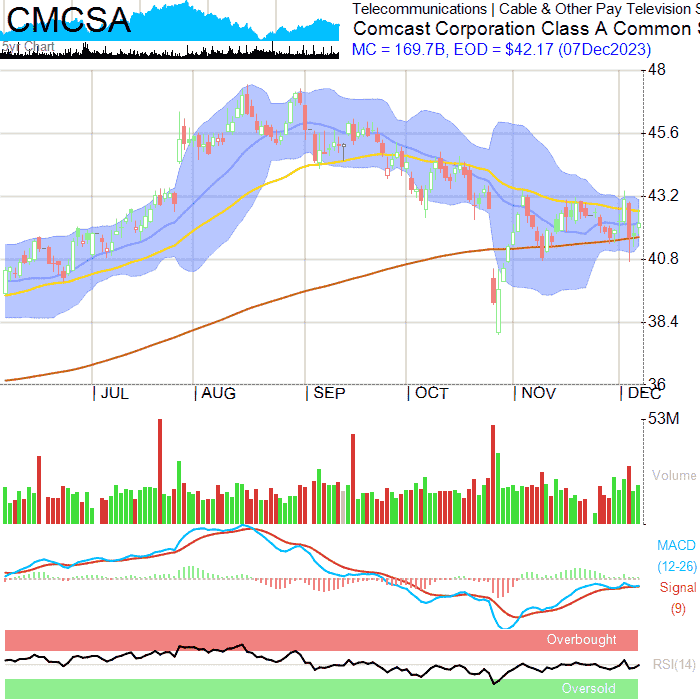 CMCSA
5yr Chart
Telecommunications | Cable & Other Pay Television S
Comcast Corporation Class A Common S
MC = 169.7B, EOD = $42.17 (07Dec2023)
48
45.6
43.2
40.8
38.4
36
JUL AUG SEP OCT NOV DEC
53M
Volume
MACD
(12-26)
Signal
(9)
Overbought
RSI(14)
Oversold